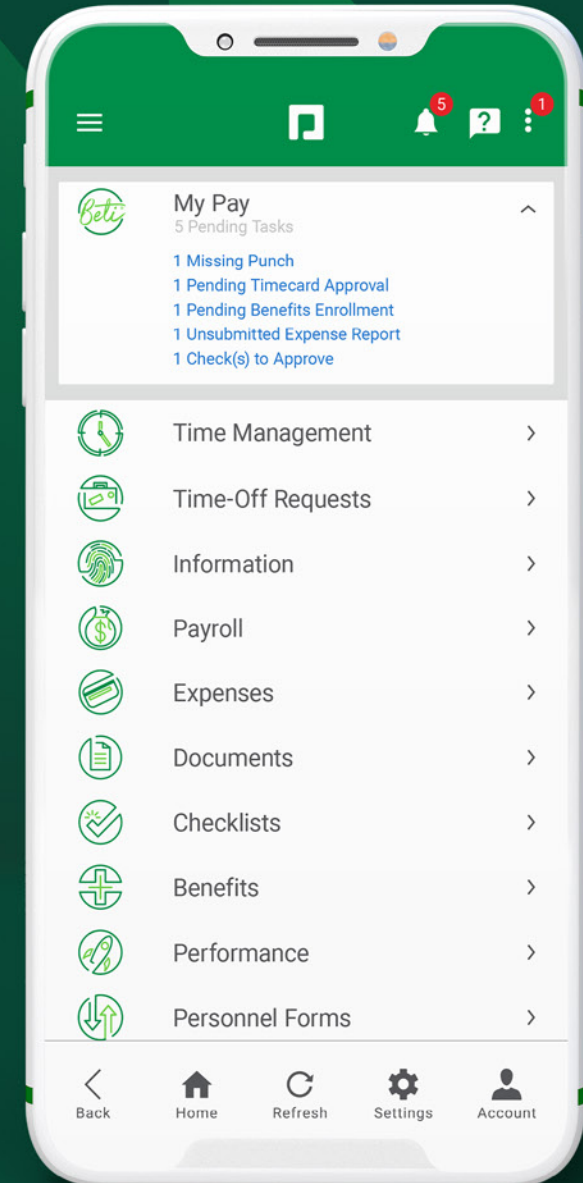 5
?
1
Beti
My Pay
5 Pending Tasks
1 Missing Punch
1 Pending Timecard Approval
1 Pending Benefits Enrollment
1 Unsubmitted Expense Report
1 Check(s) to Approve
Time Management
Time-Off Requests
Information
$ Payroll
Expenses
Documents
Checklists
Benefits
Performance
Personnel Forms
Back Home Refresh Settings Account